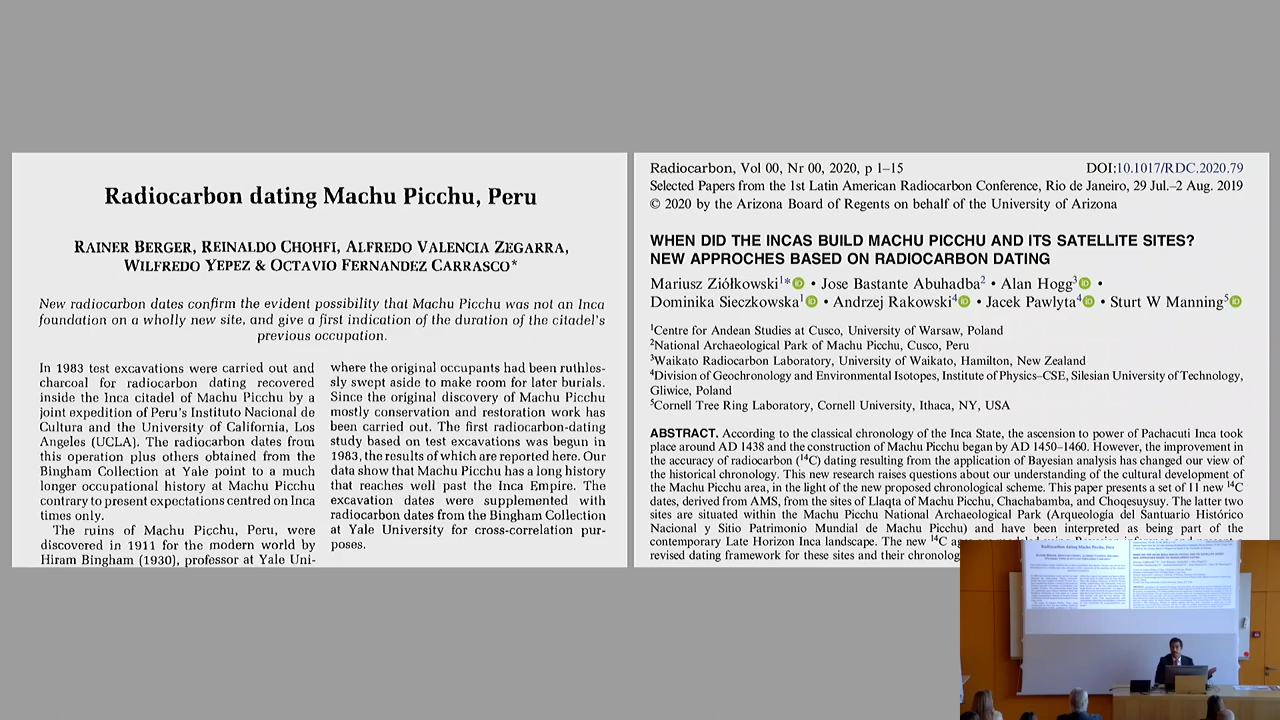 Radiocarbon dating Machu Picchu, Peru
RAINER BERGER, REINALDO CHOHFI, ALFREDO VALENCIA ZEGARRA,
WILFREDO YEPEZ & OCTAVIO FERNANDEZ CARRASCO*
New radiocarbon dates confirm the evident possibility that Machu Picchu was not an Inca
foundation on a wholly new site, and give a first indication of the duration of the citadel's
previous occupation.
In 1983 test excavations were carried out and
charcoal for radiocarbon dating recovered
inside the Inca citadel of Machu Picchu by a
joint expedition of Peru's Instituto Nacional de
Cultura and the University of California, Los
Angeles (UCLA). The radiocarbon dates from
this operation plus others obtained from the
Bingham Collection at Yale point to a much
longer occupational history at Machu Picchu
contrary to present expectations centred on Inca
times only.
The ruins of Machu Picchu, Peru, were
discovered in 1911 for the modern world by
Hiram Bingham (1930), professor at Yale Uni-
where the original occupants had been ruthles-
sly swept aside to make room for later burials.
Since the original discovery of Machu Picchu
mostly conservation and restoration work has
been carried out. The first radiocarbon-dating
study based on test excavations was begun in
1983, the results of which are reported here. Our
data show that Machu Picchu has a long history
that reaches well past the Inca Empire. The
excavation dates were supplemented with
radiocarbon dates from the Bingham Collection
at Yale University for cross-correlation pur-
poses.
Radiocarbon, Vol 00, Nr 00, 2020, p 1–15 DOI:10.1017/RDC.2020.79
Selected Papers from the 1st Latin American Radiocarbon Conference, Rio de Janeiro, 29 Jul.–2 Aug. 2019
© 2020 by the Arizona Board of Regents on behalf of the University of Arizona
WHEN DID THE INCAS BUILD MACHU PICCHU AND ITS SATELLITE SITES?
NEW APPROCHES BASED ON RADIOCARBON DATING
Mariusz Ziółkowski1* • Jose Bastante Abuhadba2 • Alan Hogg3 •
Dominika Sieczkowska1 • Andrzej Rakowski4 • Jacek Pawlyta4 • Sturt W Manning5
1Centre for Andean Studies at Cusco, University of Warsaw, Poland
2National Archaeological Park of Machu Picchu, Cusco, Peru
3Waikato Radiocarbon Laboratory, University of Waikato, Hamilton, New Zealand
4Division of Geochronology and Environmental Isotopes, Institute of Physics–CSE, Silesian University of Technology,
Gliwice, Poland
5Cornell Tree Ring Laboratory, Cornell University, Ithaca, NY, USA
ABSTRACT. According to the classical chronology of the Inca State, the ascension to power of Pachacuti Inca took
place around AD 1438 and the construction of Machu Picchu began by AD 1450–1460. However, the improvement in
the accuracy of radiocarbon (14C) dating resulting from the application of Bayesian analysis has changed our view of
the historical chronology. This new research raises questions about our understanding of the cultural development of
the Machu Picchu area, in the light of the new proposed chronological scheme. This paper presents a set of 11 new 14C
dates, derived from AMS, from the sites of Llaqta of Machu Picchu, Chachabamba, and Choqesuysuy. The latter two
sites are situated within the Machu Picchu National Archaeological Park (Arqueología del Santuario Histórico
Nacional y Sitio Patrimonio Mundial de Machu Picchu) and have been interpreted as being part of the
contemporary Late Horizon Inca landscape. The new 14C
revised dating framework for these sites and